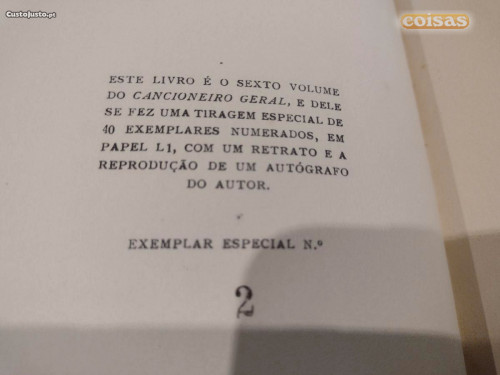 CustoJusto.pt
coisas
ESTE LIVRO É O SEXTO VOLUME
DO CANCIONEIRO GERAL, E DELE
SE FEZ UMA TIRAGEM ESPECIAL DE
40 EXEMPLARES NUMERADOS, EM
PAPEL L1, COM UM RETRATO E A
REPRODUÇÃO DE UM AUTÓGRAFO
DO AUTOR.
EXEMPLAR ESPECIAL N.º
2